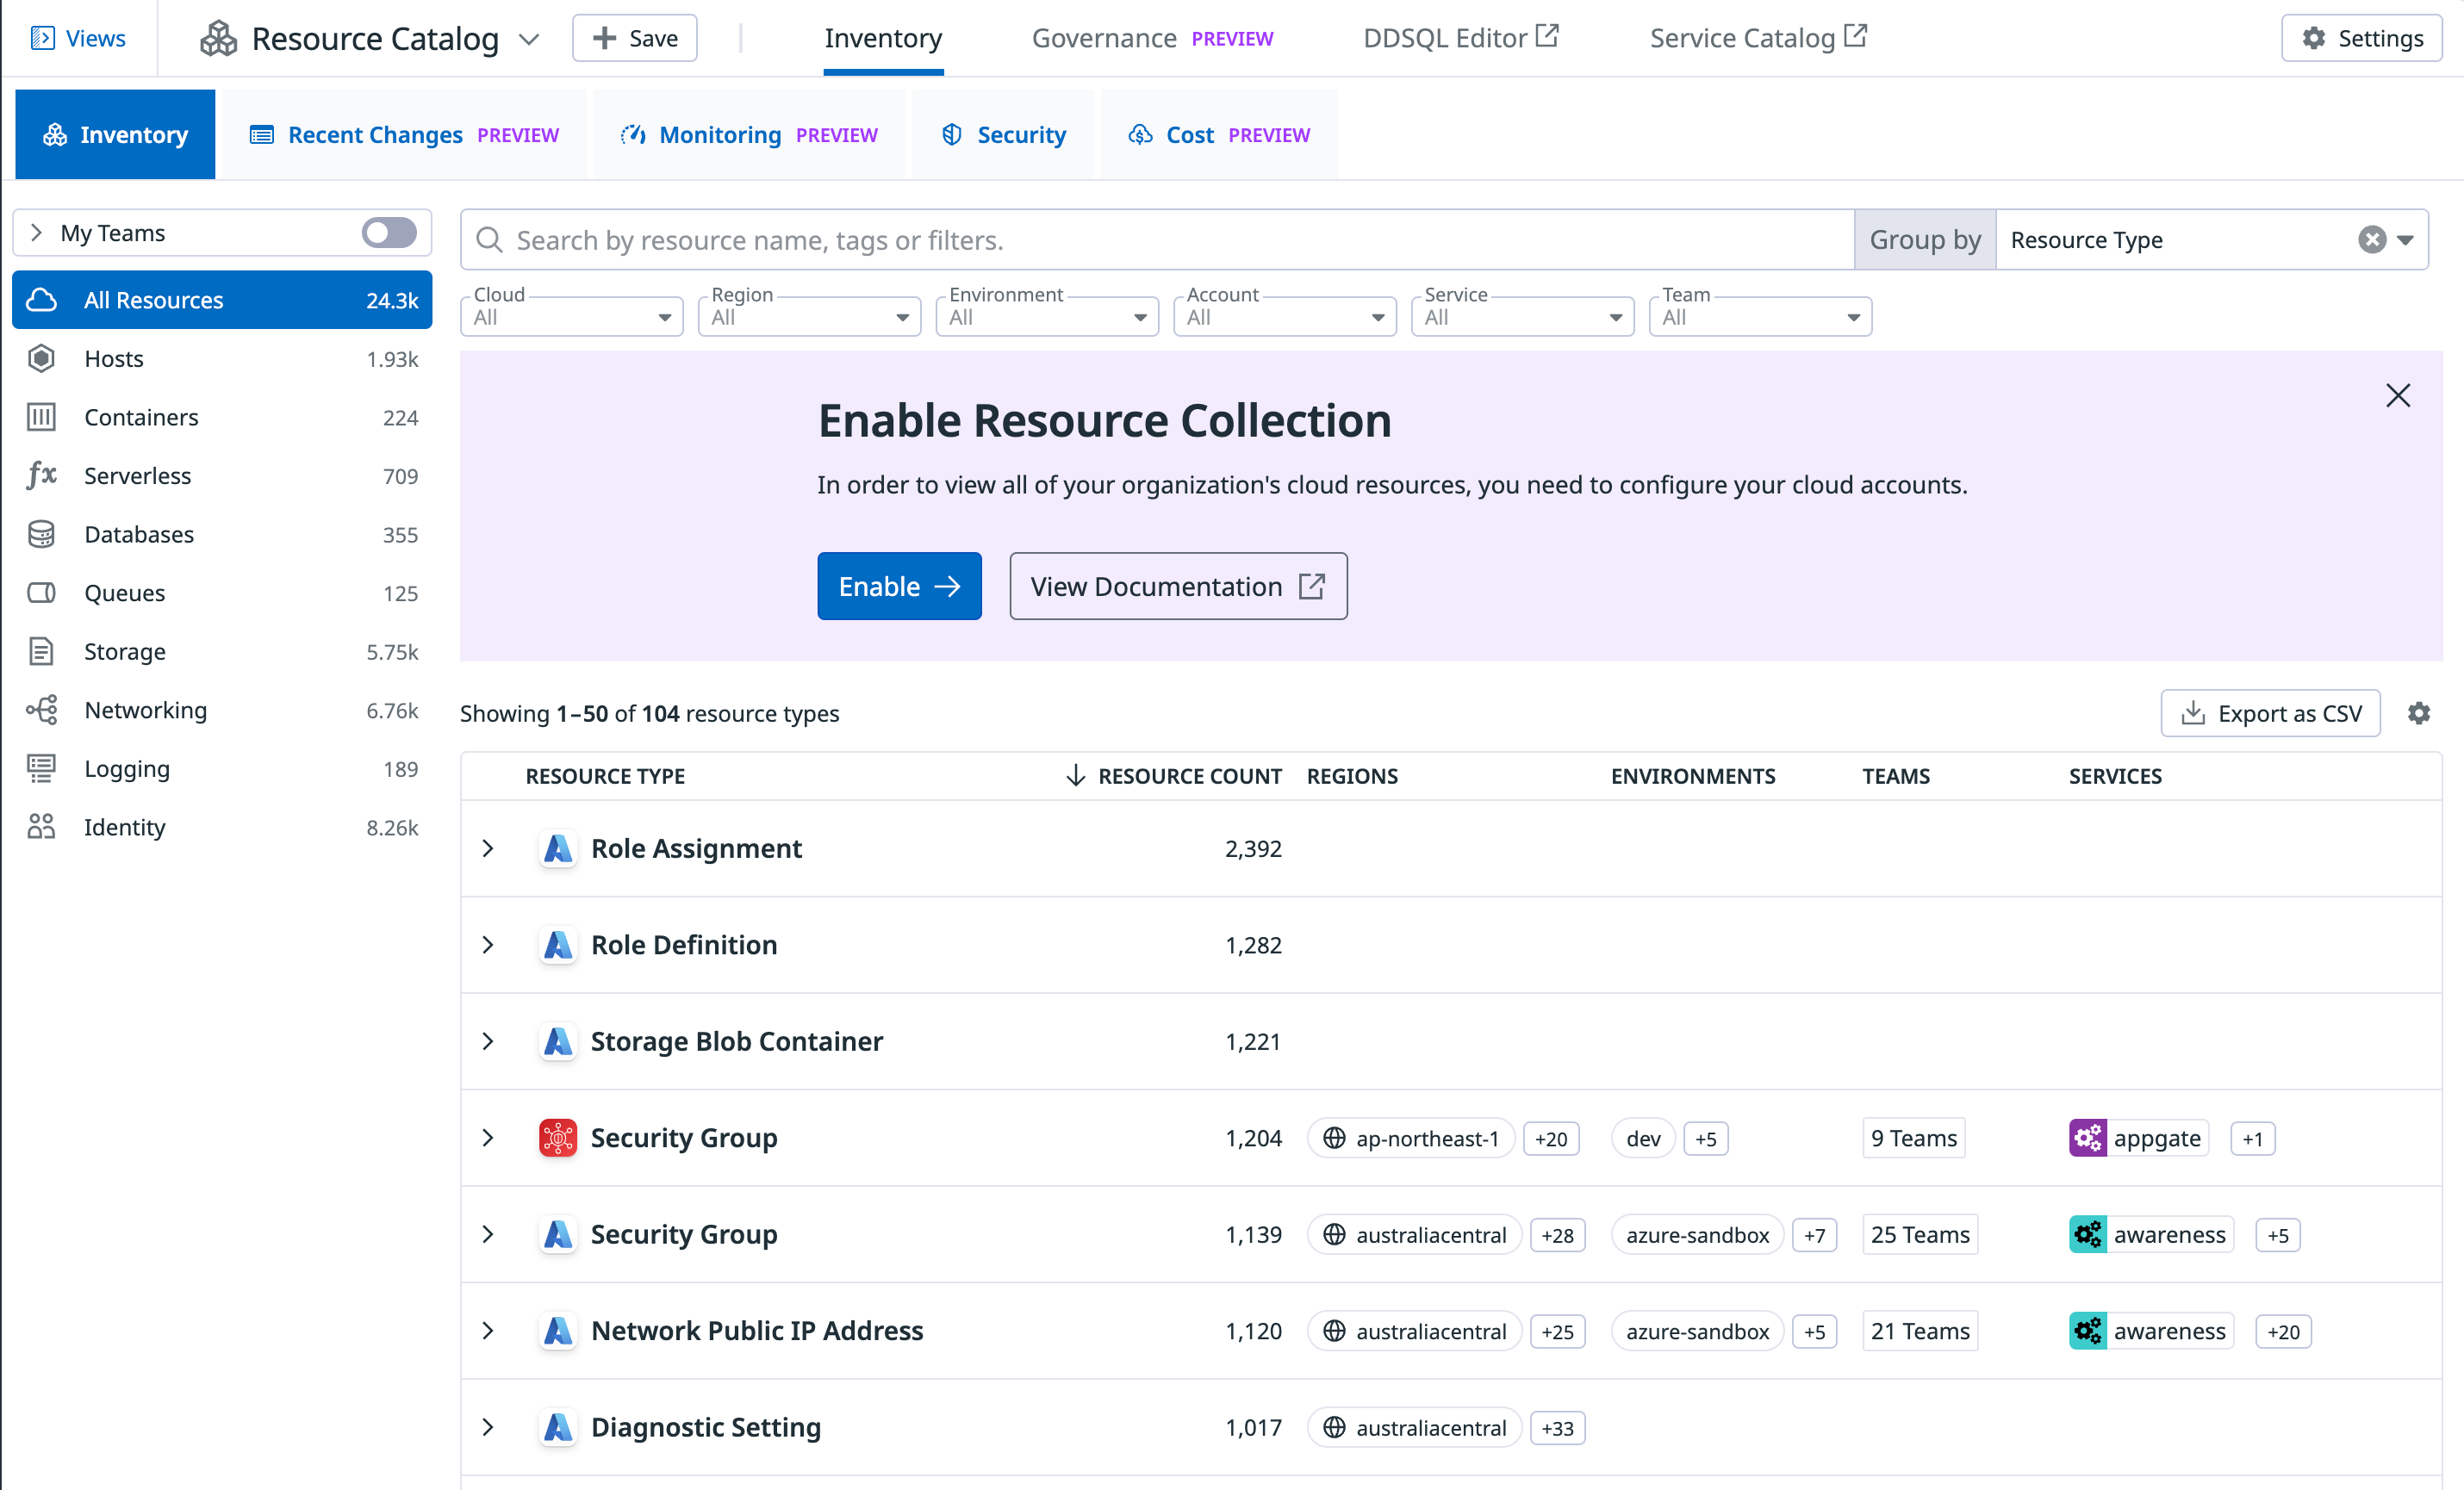 Views
Resource Catalog
Save
Inventory
Governance PREVIEW
DDSQL Editor
Service Catalog
Settings
Inventory
Recent Changes PREVIEW
Monitoring PREVIEW
Security
Cost PREVIEW
My Teams
All Resources 24.3k
Hosts 1.93k
Containers 224
Serverless 709
Databases 355
Queues 125
Storage 5.75k
Networking 6.76k
Logging 189
Identity 8.26k
Search by resource name, tags or filters.
Group by Resource Type
Cloud All
Region All
Environment All
Account All
Service All
Team All
Enable Resource Collection
In order to view all of your organization's cloud resources, you need to configure your cloud accounts.
Enable
View Documentation
Showing 1–50 of 104 resource types
Export as CSV
RESOURCE TYPE RESOURCE COUNT REGIONS ENVIRONMENTS TEAMS SERVICES
Role Assignment 2,392
Role Definition 1,282
Storage Blob Container 1,221
Security Group 1,204 ap-northeast-1 +20 dev +5 9 Teams appgate +1
Security Group 1,139 australiacentral +28 azure-sandbox +7 25 Teams awareness +5
Network Public IP Address 1,120 australiacentral +25 azure-sandbox +5 21 Teams awareness +20
Diagnostic Setting 1,017 australiacentral +33